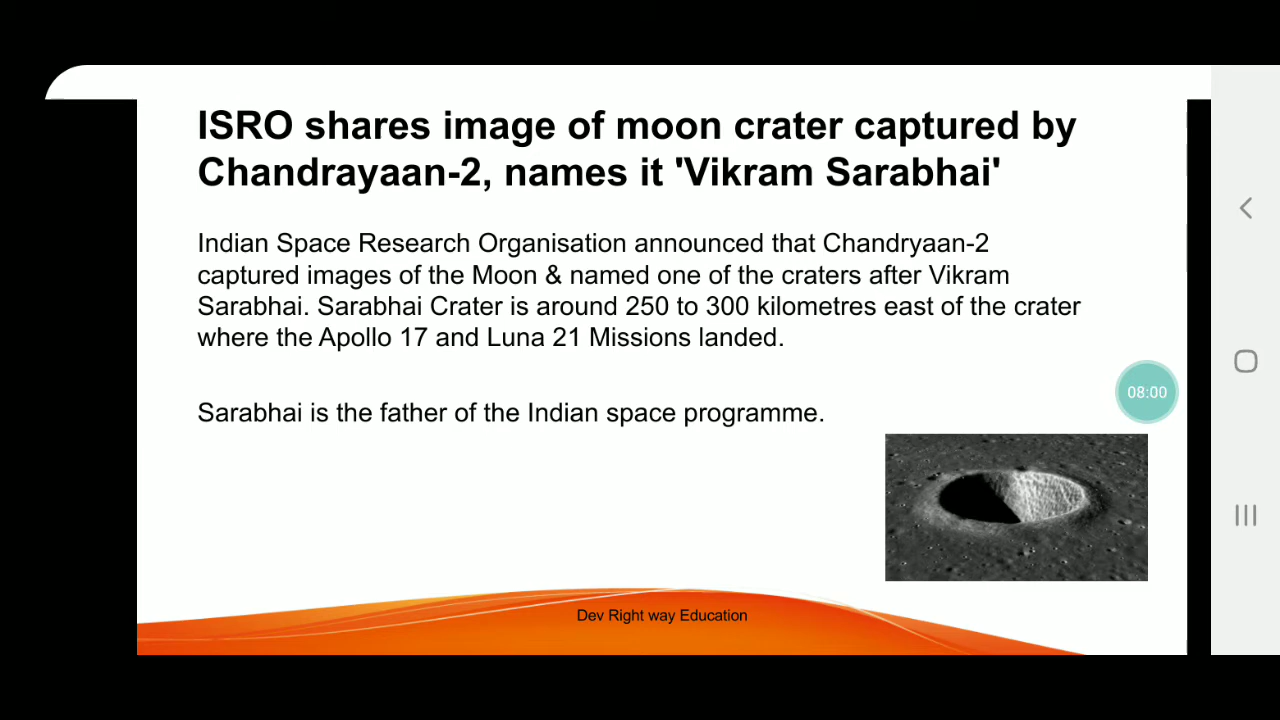 ISRO shares image of moon crater captured by
Chandrayaan-2, names it 'Vikram Sarabhai'
Indian Space Research Organisation announced that Chandryaan-2
captured images of the Moon & named one of the craters after Vikram
Sarabhai. Sarabhai Crater is around 250 to 300 kilometres east of the crater
where the Apollo 17 and Luna 21 Missions landed.
08:00
Sarabhai is the father of the Indian space programme.
Dev Right way Education